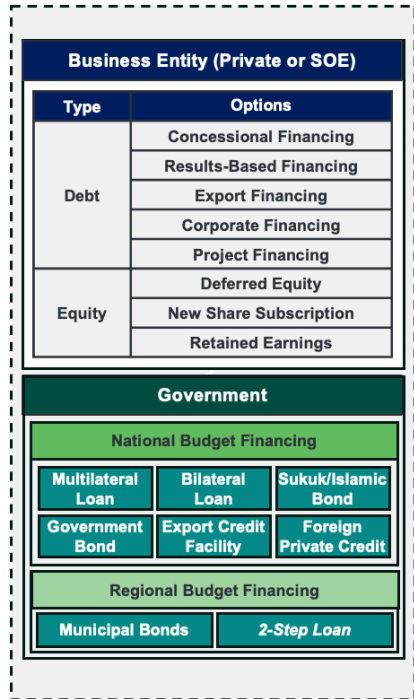 Business Entity (Private or SOE)
Type Options
Debt
Concessional Financing
Results-Based Financing
Export Financing
Corporate Financing
Project Financing
Equity
Deferred Equity
New Share Subscription
Retained Earnings
Government
National Budget Financing
Multilateral
Loan
Bilateral
Loan
Sukuk/Islamic
Bond
Government
Bond
Export Credit
Facility
Foreign
Private Credit
Regional Budget Financing
Municipal Bonds
2-Step Loan